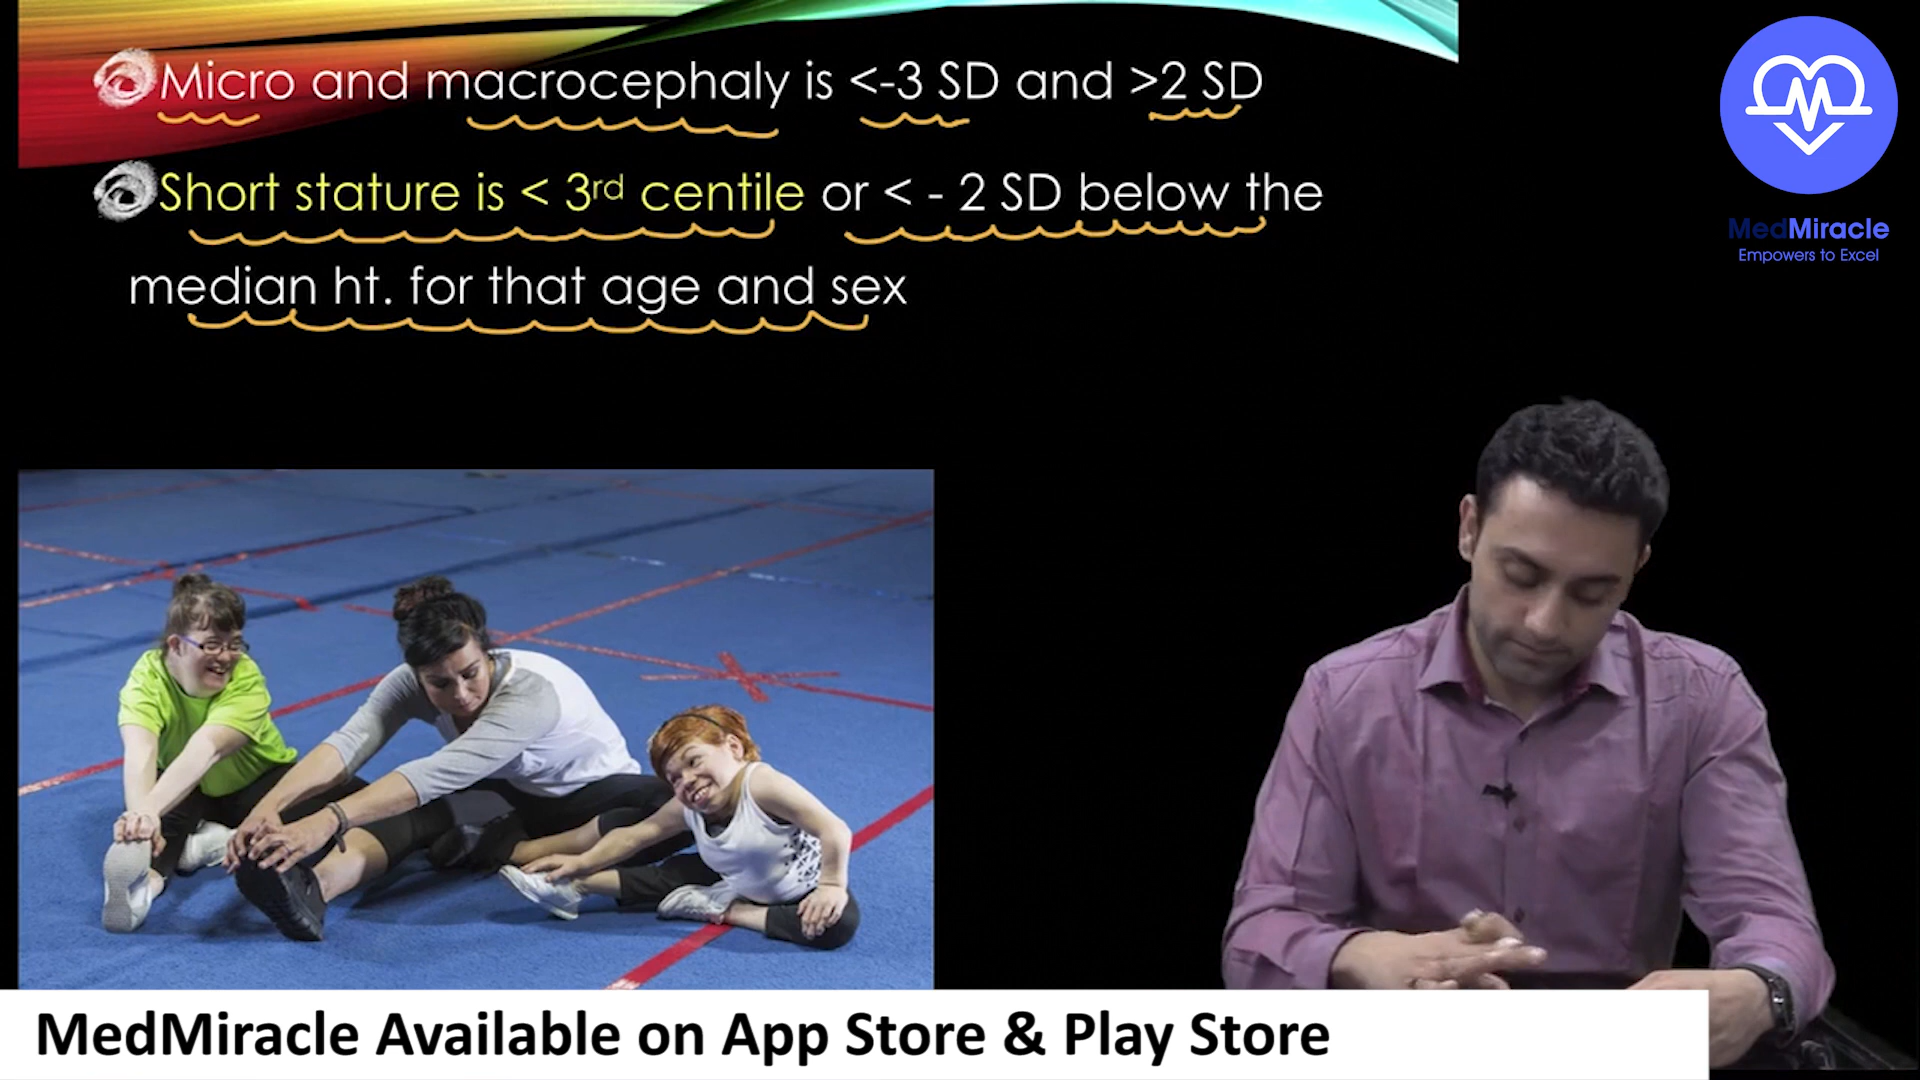 Micro and macrocephaly is <-3 SD and >2 SD
Short stature is < 3rd centile or < - 2 SD below the
median ht. for that age and sex
MedMiracle
Empowers to Excel
MedMiracle Available on App Store & Play Store